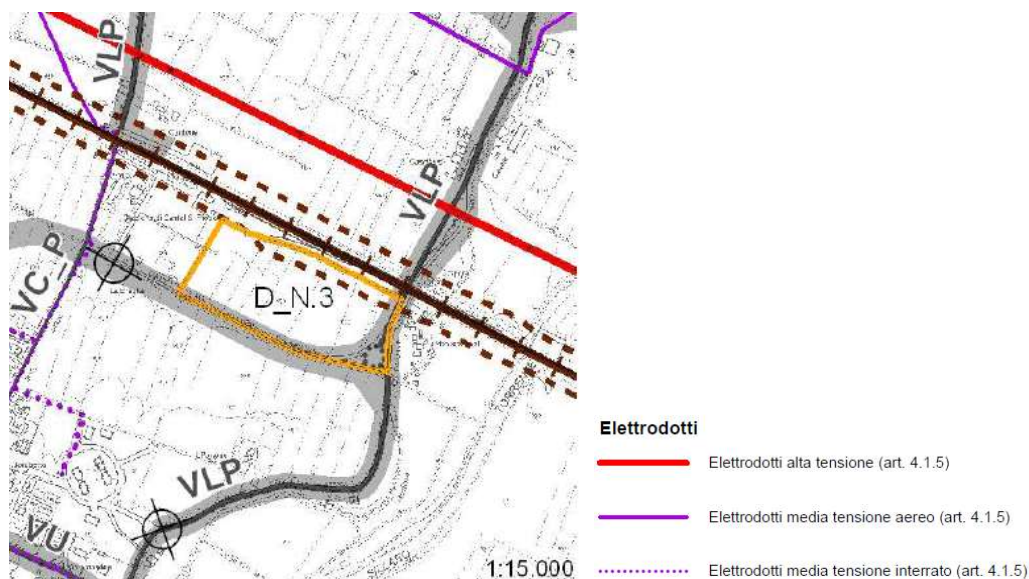 VLP
VLP
VC_P
D_N.3
VLP
VU
1:15.000
Elettrodotti
Elettrodotti alta tensione (art. 4.1.5)
Elettrodotti media tensione aereo (art. 4.1.5)
Elettrodotti media tensione interrato (art. 4.1.5)